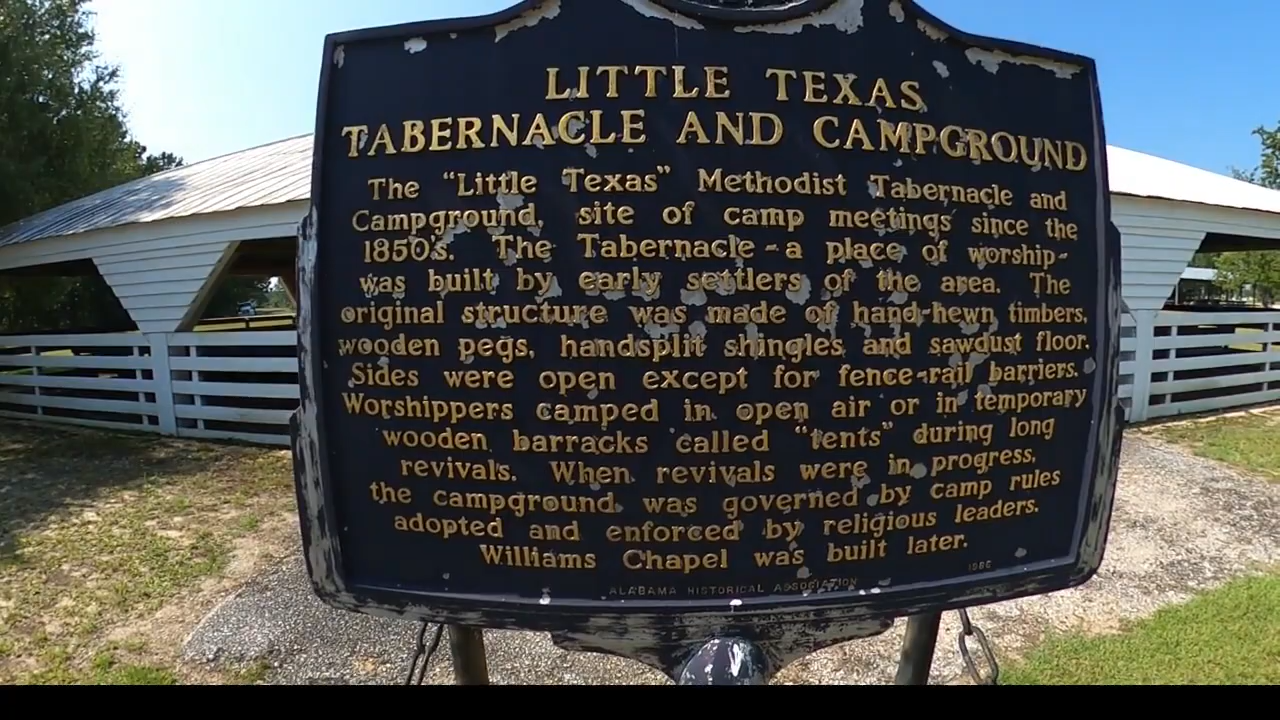 LITTLE TEXAS
TABERNACLE AND CAMPGROUND
The "Little Texas" Methodist Tabernacle and
Campground, site of camp meetings since the
1850's. The Tabernacle - a place of worship-
was built by early settlers of the area. The
original structure was made of hand-hewn timbers,
wooden pegs, handsplit shingles and sawdust floor.
Sides were open except for fence-rail barriers.
Worshippers camped in open air or in temporary
wooden barracks called "tents" during long
revivals. When revivals were in progress,
the campground was governed by camp rules
adopted and enforced by religious leaders.
Williams Chapel was built later.
ALABAMA HISTORICAL ASSOCIATION